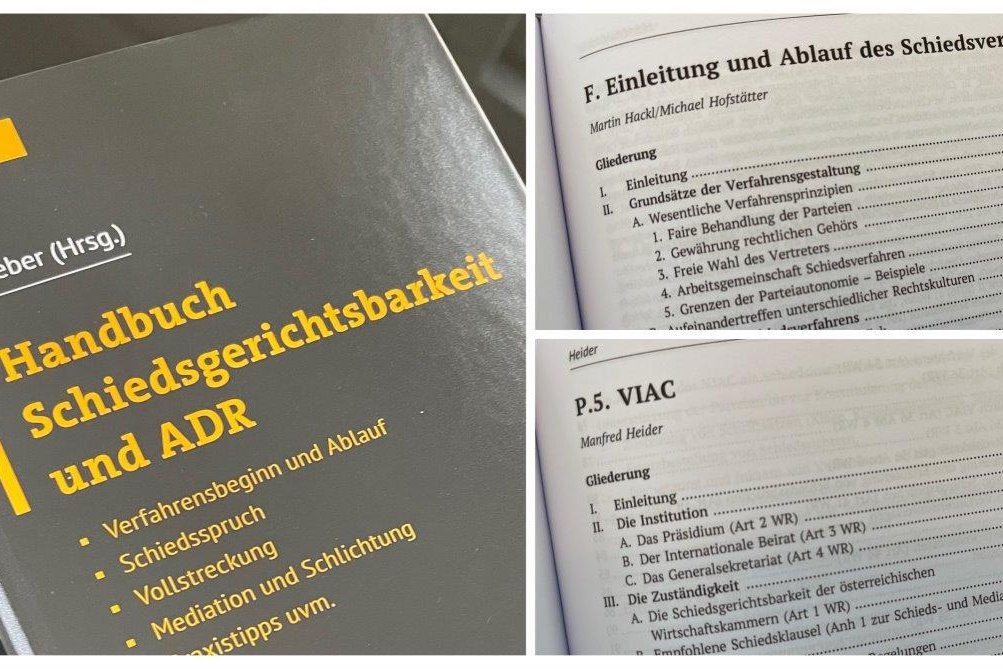 (Hrsg.)
Handbuch
Schiedsgerichtsbarkeit
und ADR
▪ Verfahrensbeginn und Ablauf
▪ Schiedsspruch
▪ Vollstreckung
▪ Mediation und Schlichtung
uvm.
F. Einleitung und Ablauf des
Martin Hackl/Michael Hofstätter
Gliederung
I. Einleitung
II. Grundsätze der Verfahrensgestaltung
A. Wesentliche Verfahrensprinzipien
1. Faire Behandlung der Parteien
2. Gewährung rechtlichen Gehörs
3. Freie Wahl des Vertreters
4. Arbeitsgemeinschaft Schiedsverfahren
5. Grenzen der Parteiautonomie – Beispiele
Aufeinandertreffen unterschiedlicher Rechtskulturen
Heider
P.5. VIAC
Manfred Heider
Gliederung
I. Einleitung
II. Die Institution
A. Das Präsidium (Art 2 WR)
B. Der Internationale Beirat (Art 3 WR)
C. Das Generalsekretariat (Art 4 WR)
III. Die Zuständigkeit
A. Die Schiedsgerichtsbarkeit der österreichischen
Wirtschaftskammern (Art 1 WR)
B. Empfohlene Schiedsklausel (Anh 1 zur Schieds- und